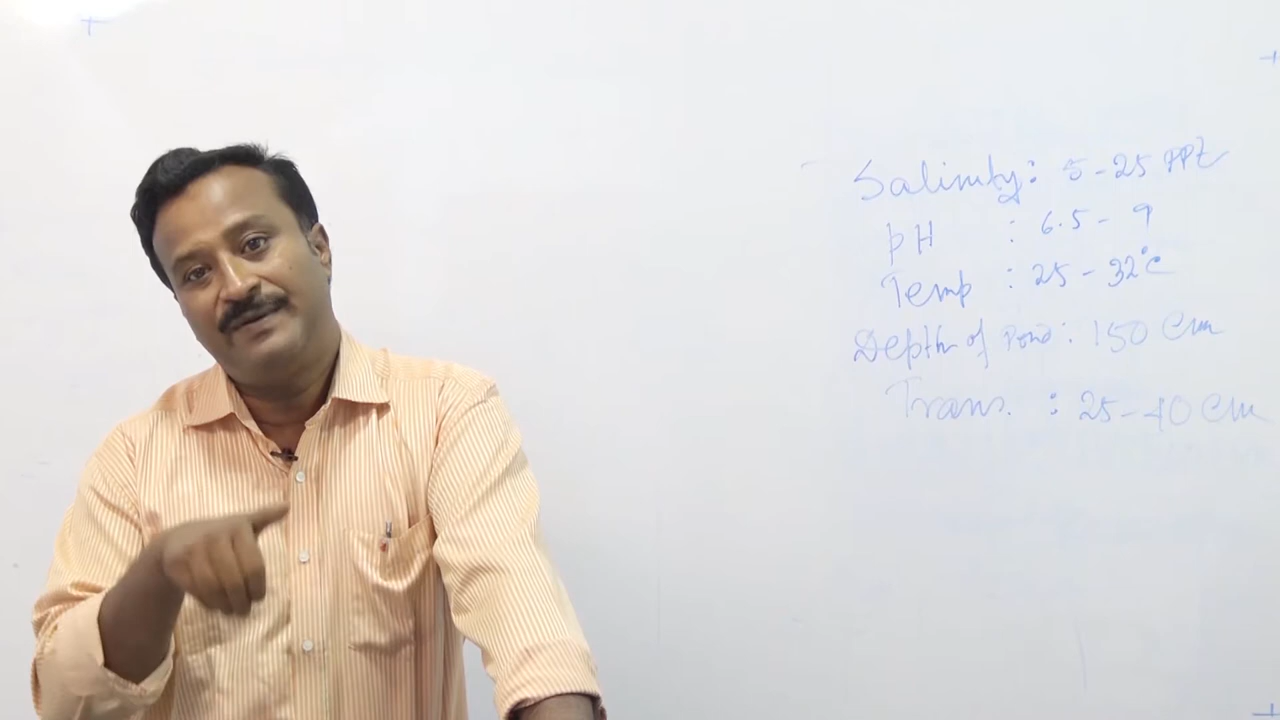 Salinity: 5-25 PPt
pH : 6.5 - 9
Temp : 25 - 32°c
Depth of Pond: 150 Cm
Trans. : 25-40 Cm